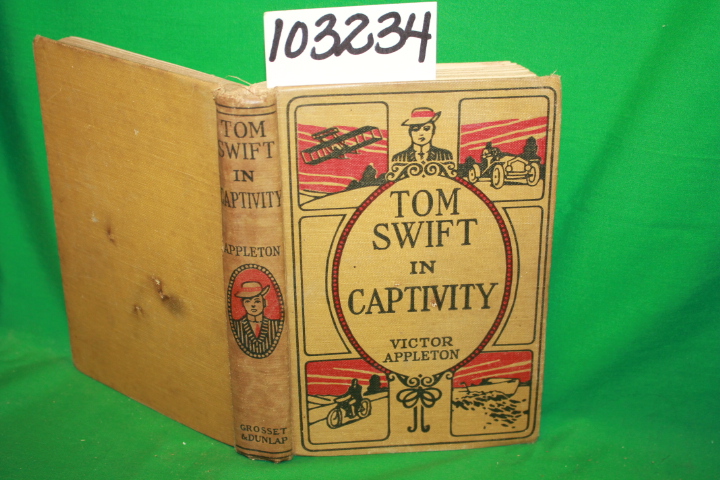 103234
TOM
SWIFT
IN
CAPTIVITY
APPLETON
GROSSET
& DUNLAP
TOM
SWIFT
IN
CAPTIVITY
VICTOR
APPLETON